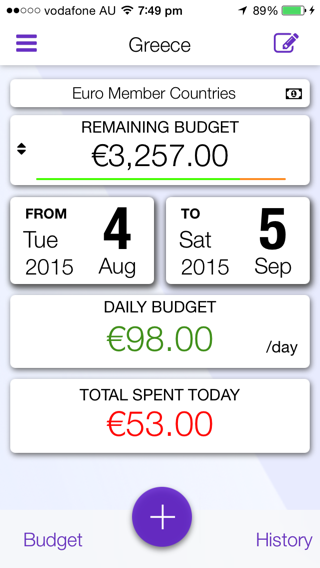 vodafone AU 7:49 pm 89%
Greece
Euro Member Countries
REMAINING BUDGET
€3,257.00
FROM
Tue 4
2015 Aug
TO
Sat 5
2015 Sep
DAILY BUDGET
€98.00 /day
TOTAL SPENT TODAY
€53.00
+
Budget History